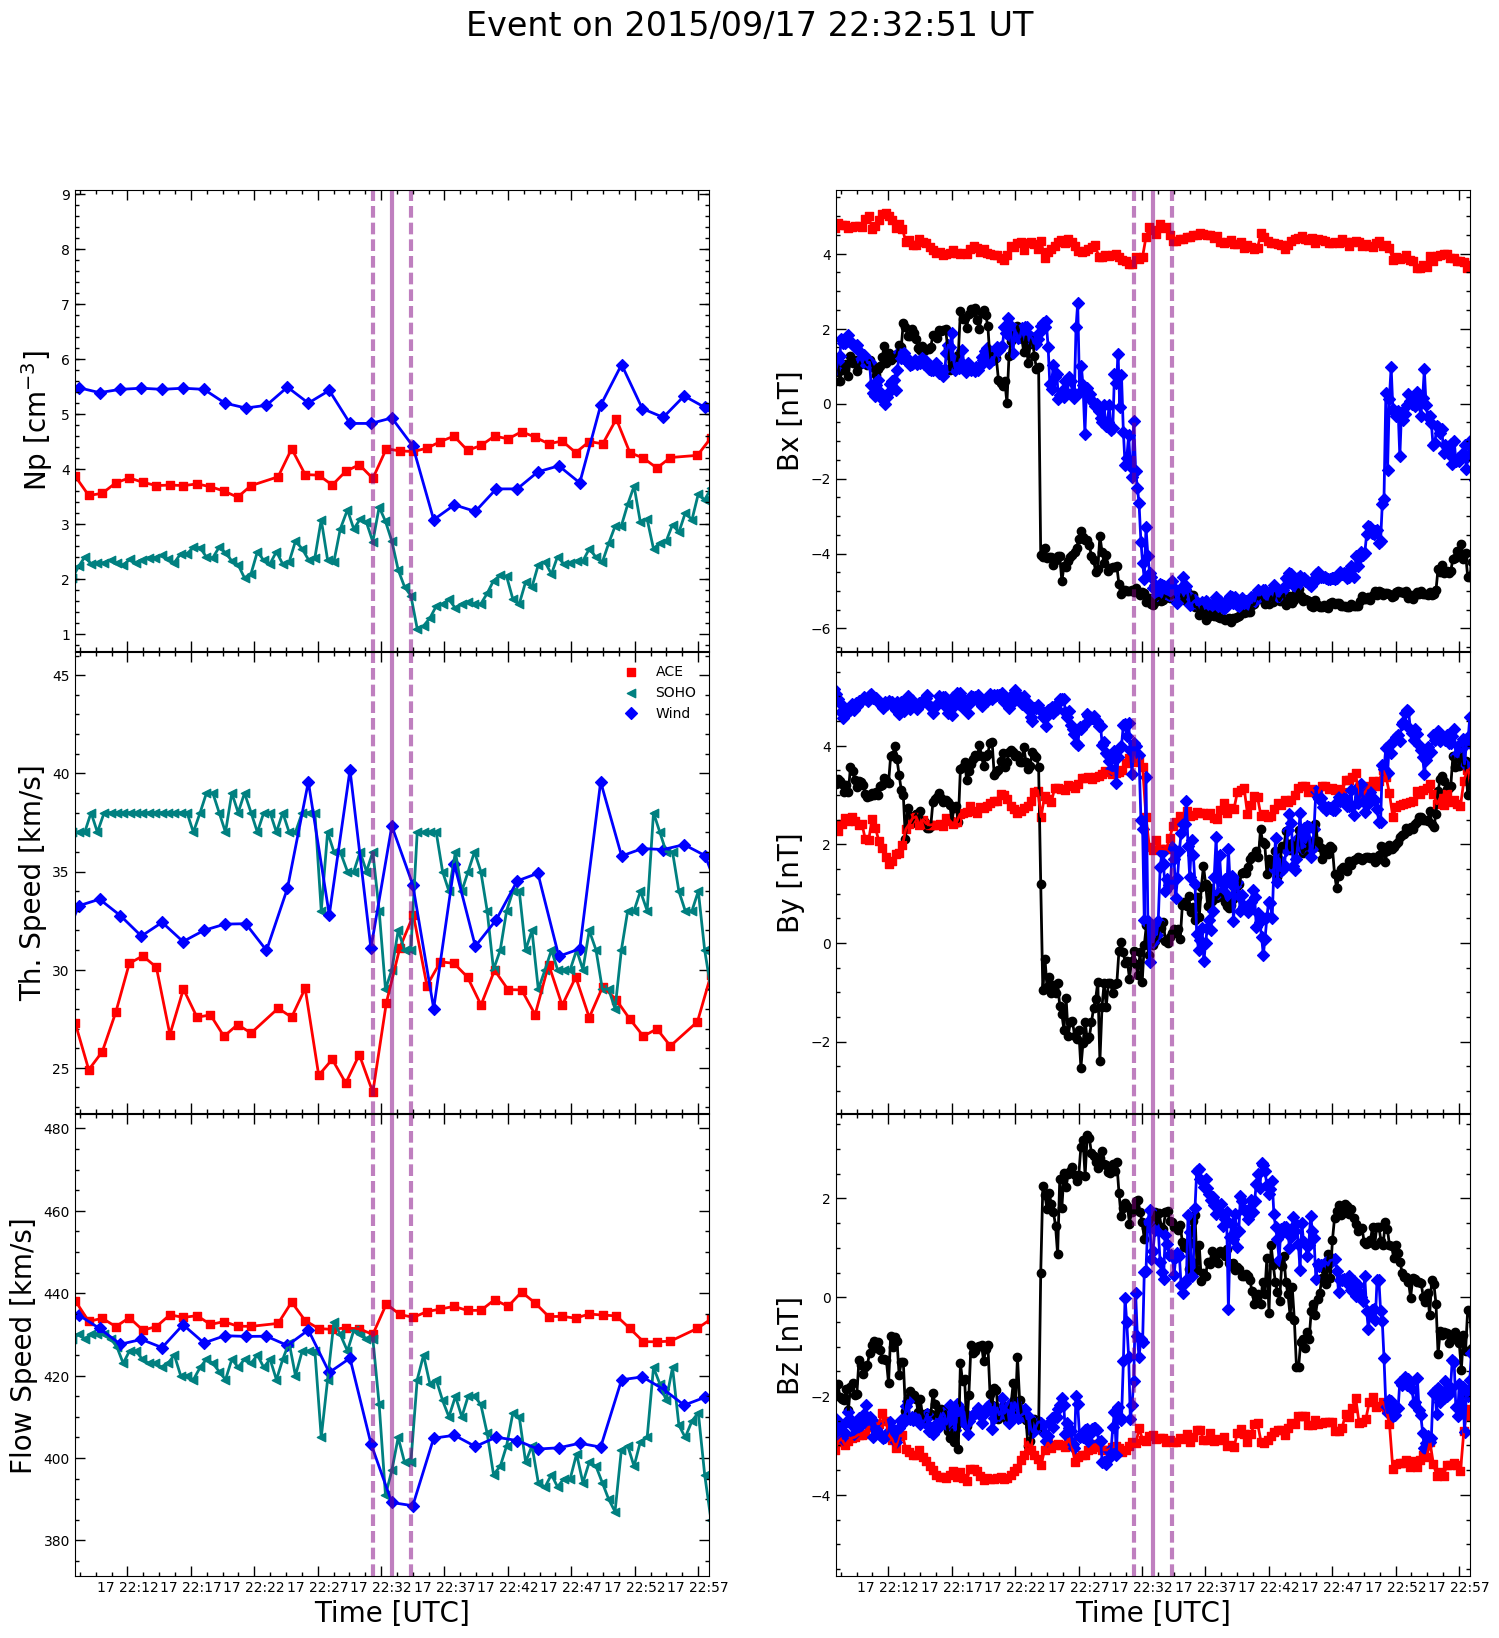 Event on 2015/09/17 22:32:51 UT
Np [cm⁻³]
9
8
7
6
5
4
3
2
1
Th. Speed [km/s]
45
40
35
30
25
ACE
SOHO
Wind
Flow Speed [km/s]
480
460
440
420
400
380
17 22:12 17 22:17 17 22:22 17 22:27 17 22:32 17 22:37 17 22:42 17 22:47 17 22:52 17 22:57
Time [UTC]
Bx [nT]
4
2
0
−2
−4
−6
By [nT]
4
2
0
−2
Bz [nT]
2
0
−2
−4
17 22:12 17 22:17 17 22:22 17 22:27 17 22:32 17 22:37 17 22:42 17 22:47 17 22:52 17 22:57
Time [UTC]